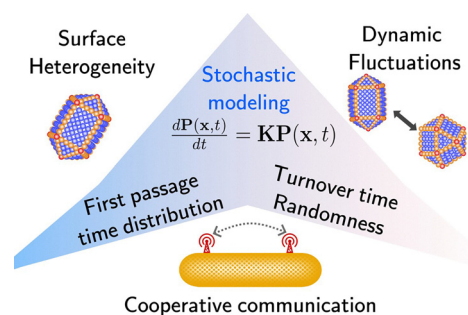 Surface
Heterogeneity
Dynamic
Fluctuations
Stochastic
modeling
dP(x,t)/dt = KP(x, t)
First passage
time distribution
Turnover time
Randomness
Cooperative communication